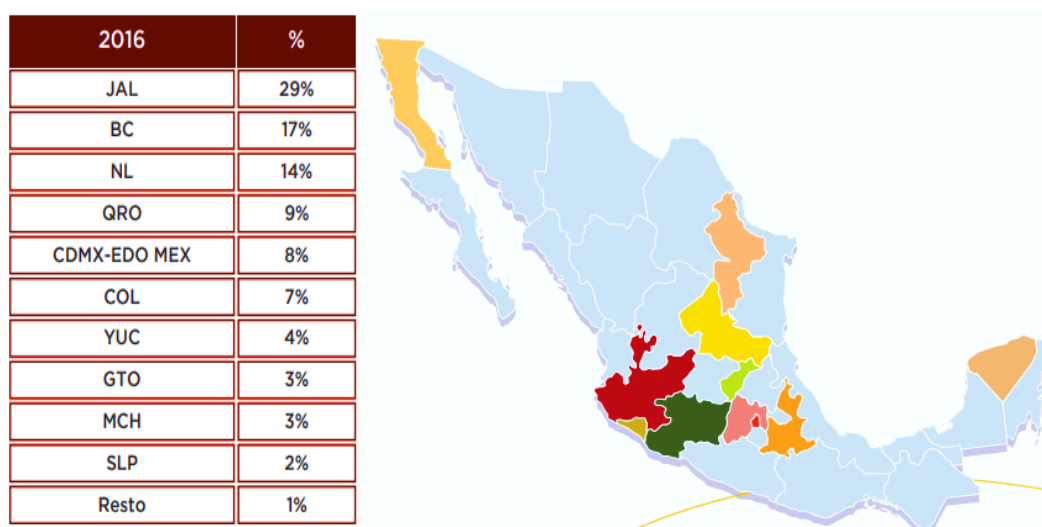 2016 %
JAL 29%
BC 17%
NL 14%
QRO 9%
CDMX-EDO MEX 8%
COL 7%
YUC 4%
GTO 3%
MCH 3%
SLP 2%
Resto 1%